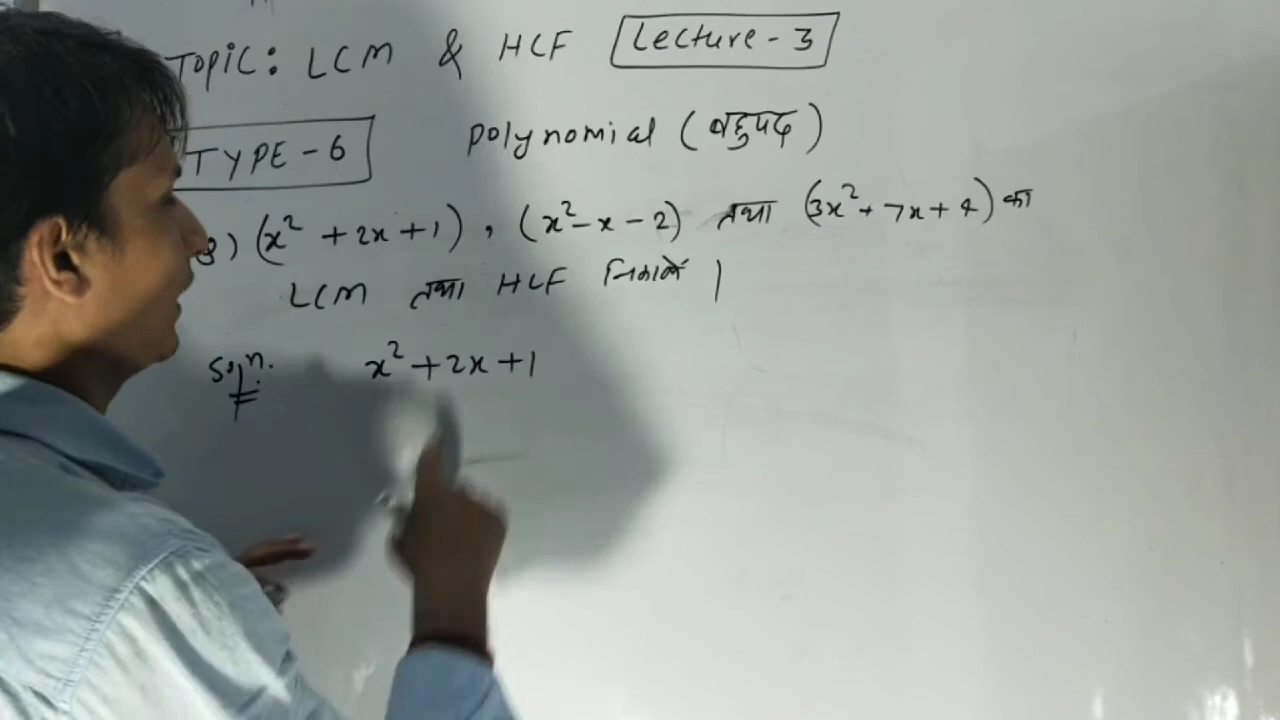 TOPIC: LCM & HCF Lecture-3
TYPE-6 polynomial (बहुपद)
8) (x² + 2x + 1), (x² - x - 2) तथा (3x² + 7x + 4) का
LCM तथा HCF निकालें |
Soln. x² + 2x + 1